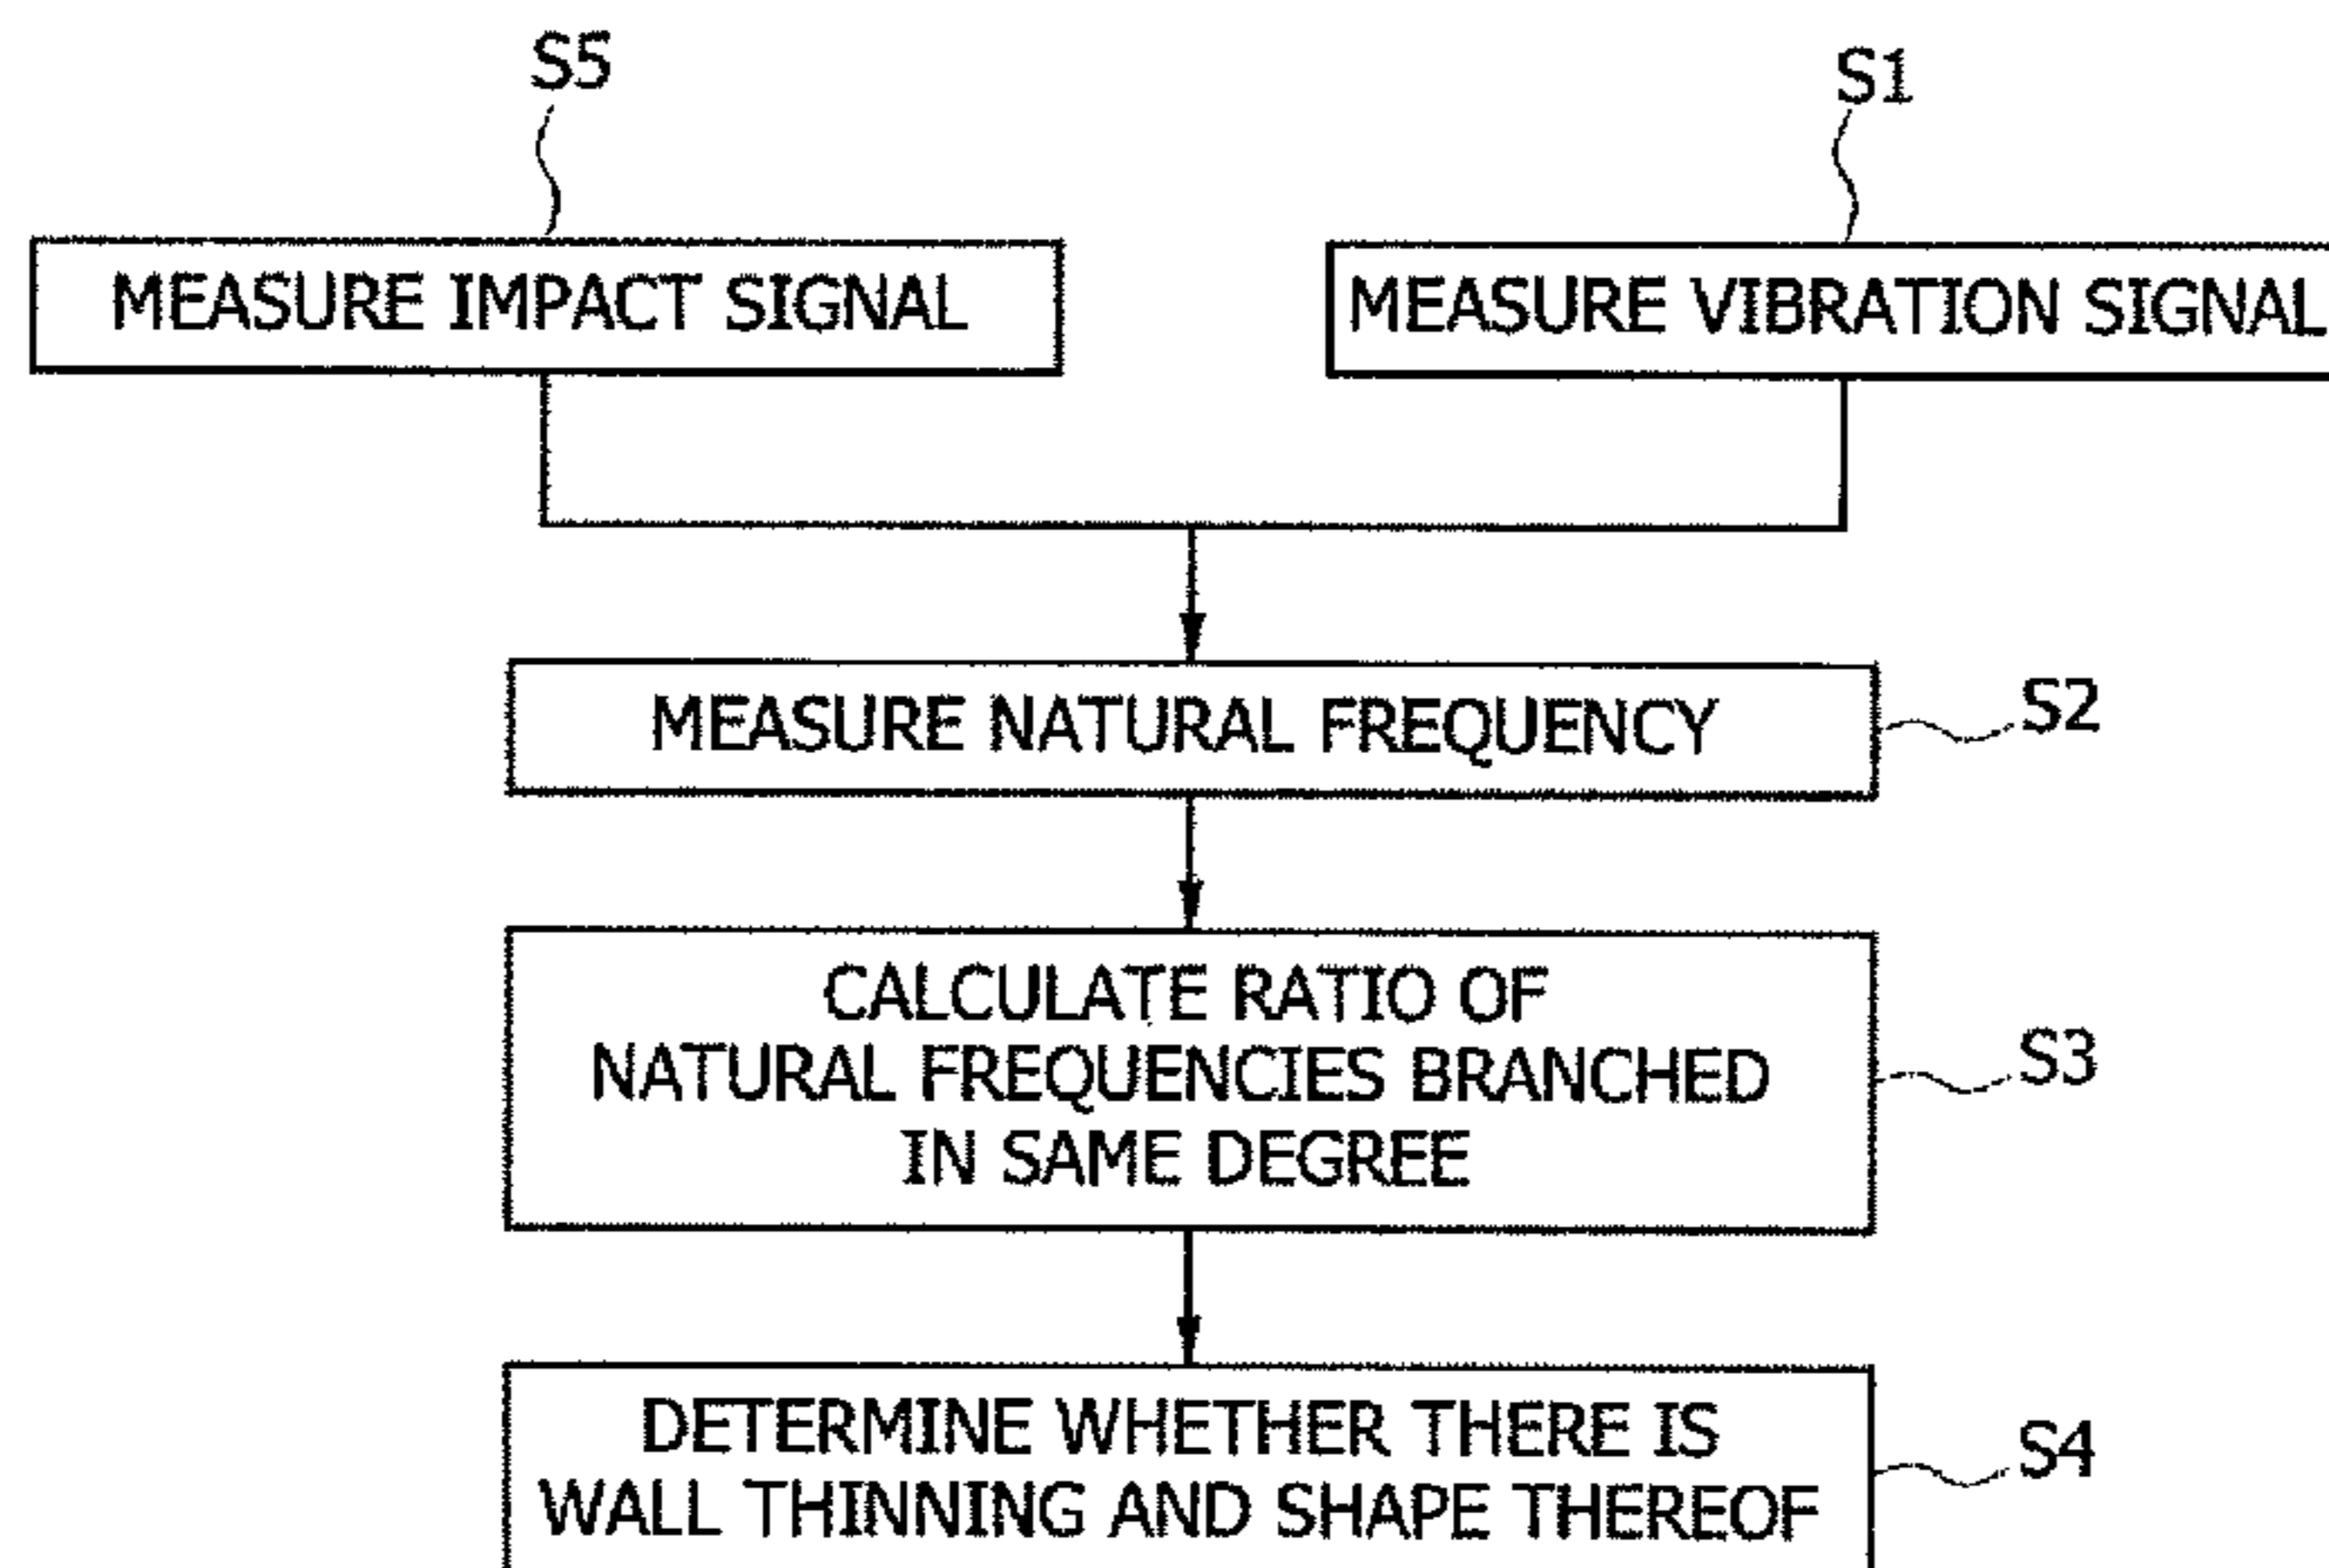 S5
S1
MEASURE IMPACT SIGNAL
MEASURE VIBRATION SIGNAL
MEASURE NATURAL FREQUENCY
S2
CALCULATE RATIO OF
NATURAL FREQUENCIES BRANCHED
IN SAME DEGREE
S3
DETERMINE WHETHER THERE IS
WALL THINNING AND SHAPE THEREOF
S4